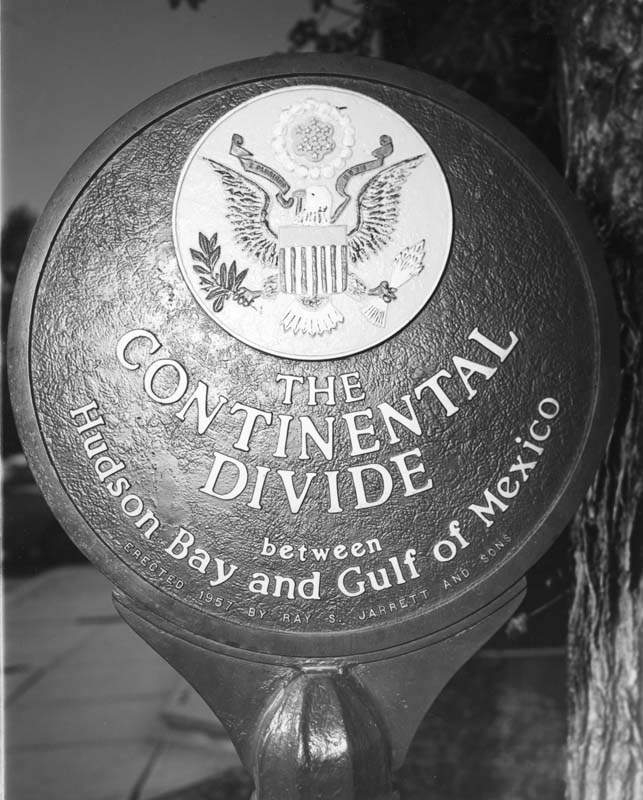 THE
CONTINENTAL
DIVIDE
between
Hudson Bay and Gulf of Mexico
ERECTED 1957 BY RAY S. JARRETT AND SONS